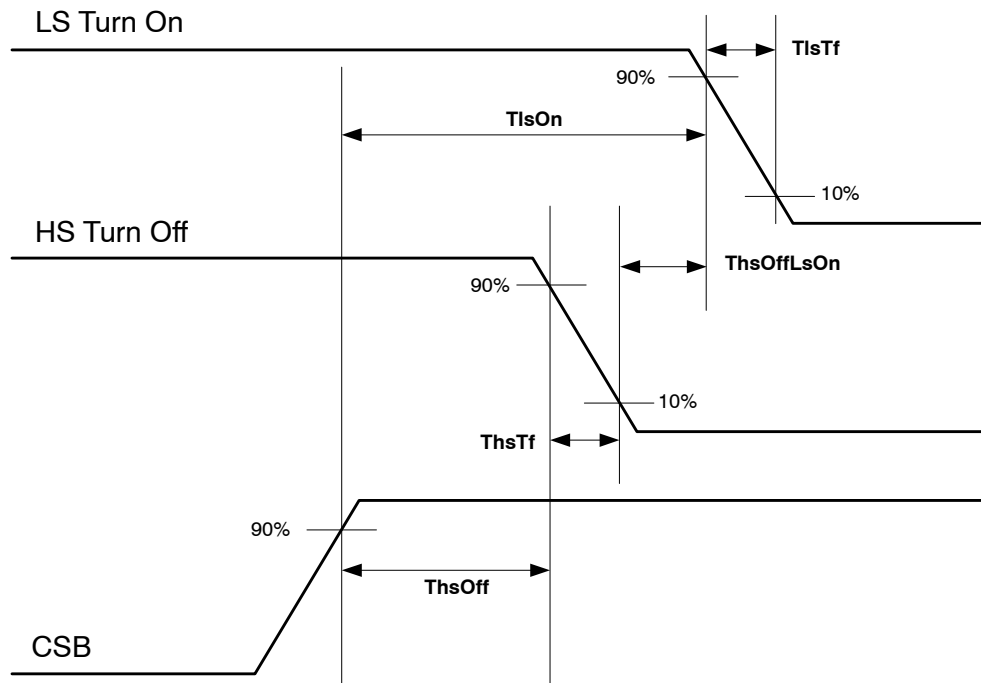 LS Turn On
TlsTf
90%
TlsOn
10%
HS Turn Off
ThsOffLsOn
90%
10%
ThsTf
90%
ThsOff
CSB